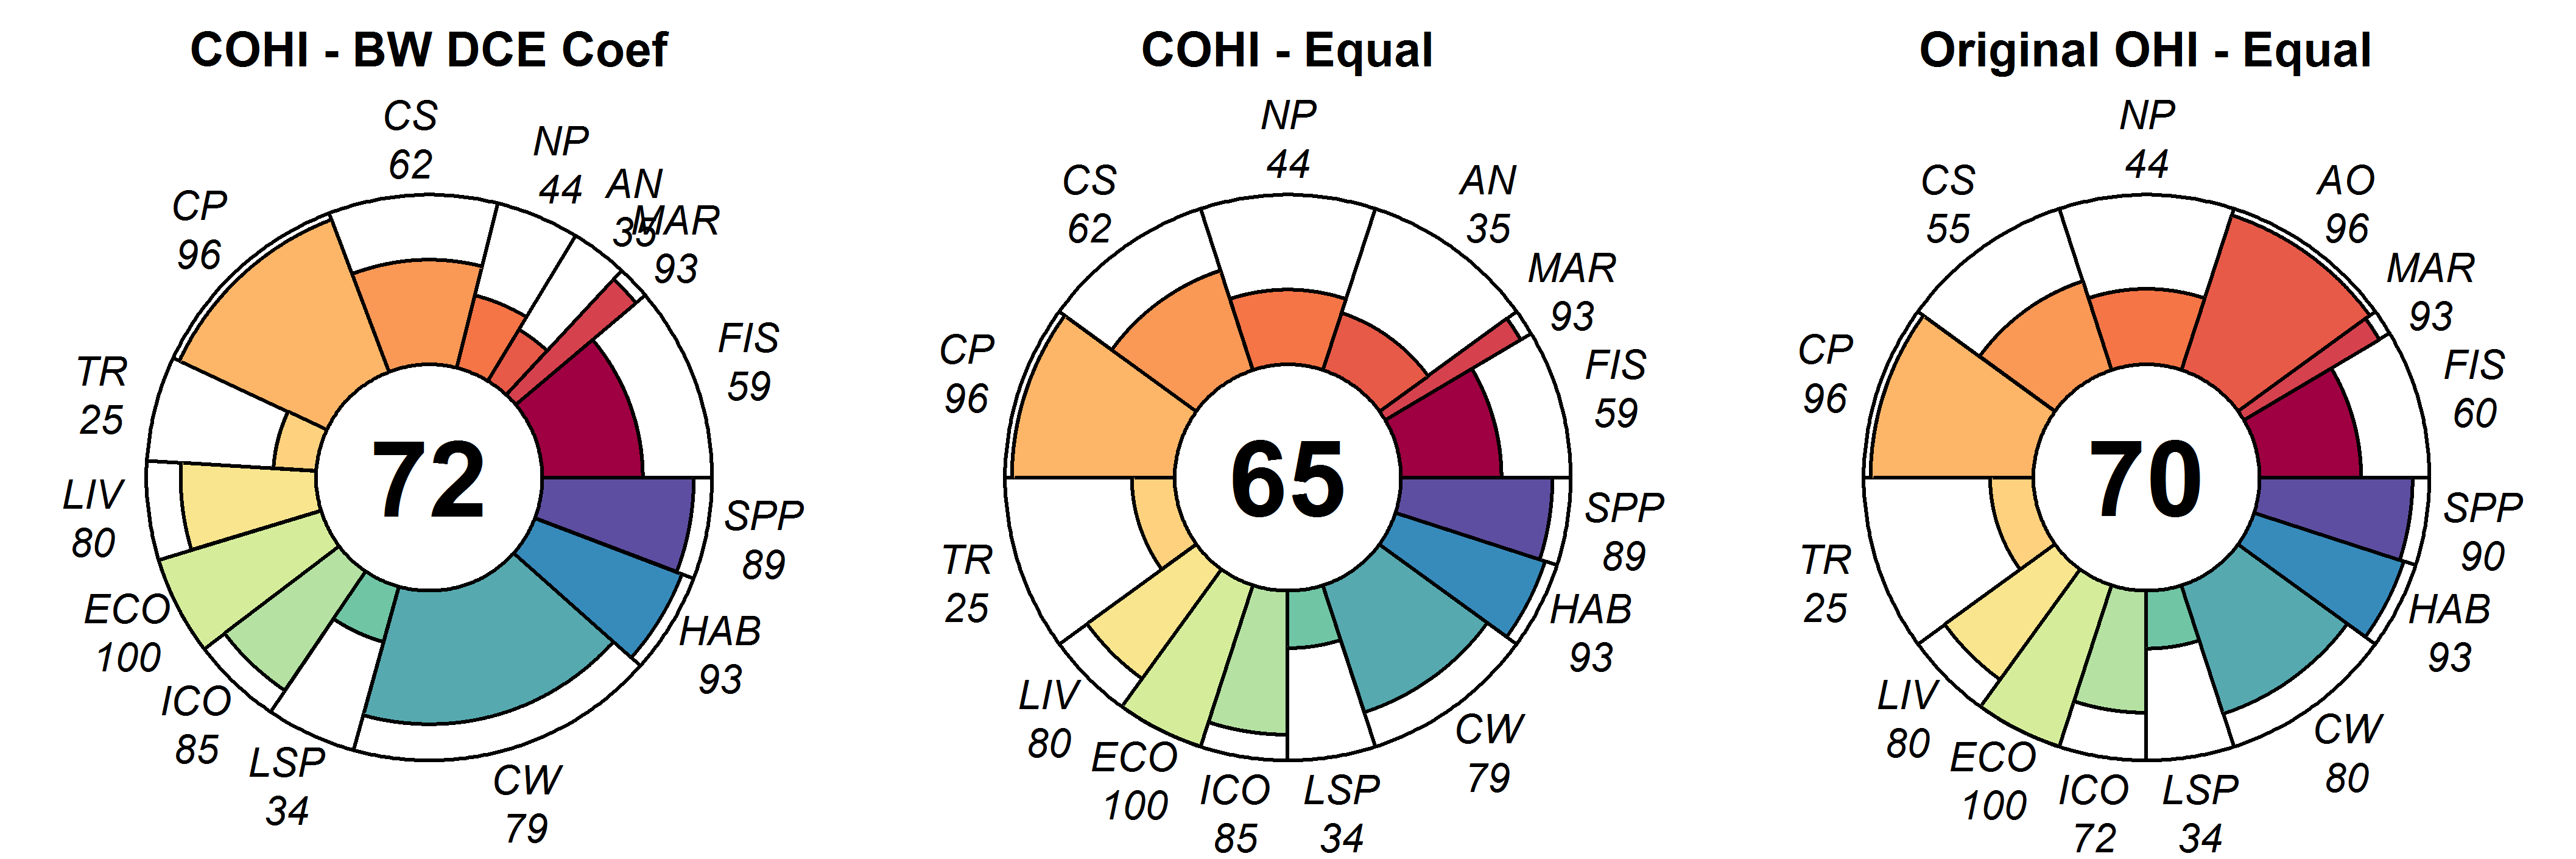 COHI - BW DCE Coef
CS
62
NP
44
AN
35
MAR
93
FIS
59
CP
96
TR
25
LIV
80
ECO
100
ICO
85
LSP
34
CW
79
HAB
93
SPP
89
72
COHI - Equal
NP
44
CS
62
AN
35
MAR
93
FIS
59
CP
96
TR
25
LIV
80
ECO
100
ICO
85
LSP
34
CW
79
HAB
93
SPP
89
65
Original OHI - Equal
NP
44
CS
55
AO
96
MAR
93
FIS
60
CP
96
TR
25
LIV
80
ECO
100
ICO
72
LSP
34
CW
80
HAB
93
SPP
90
70